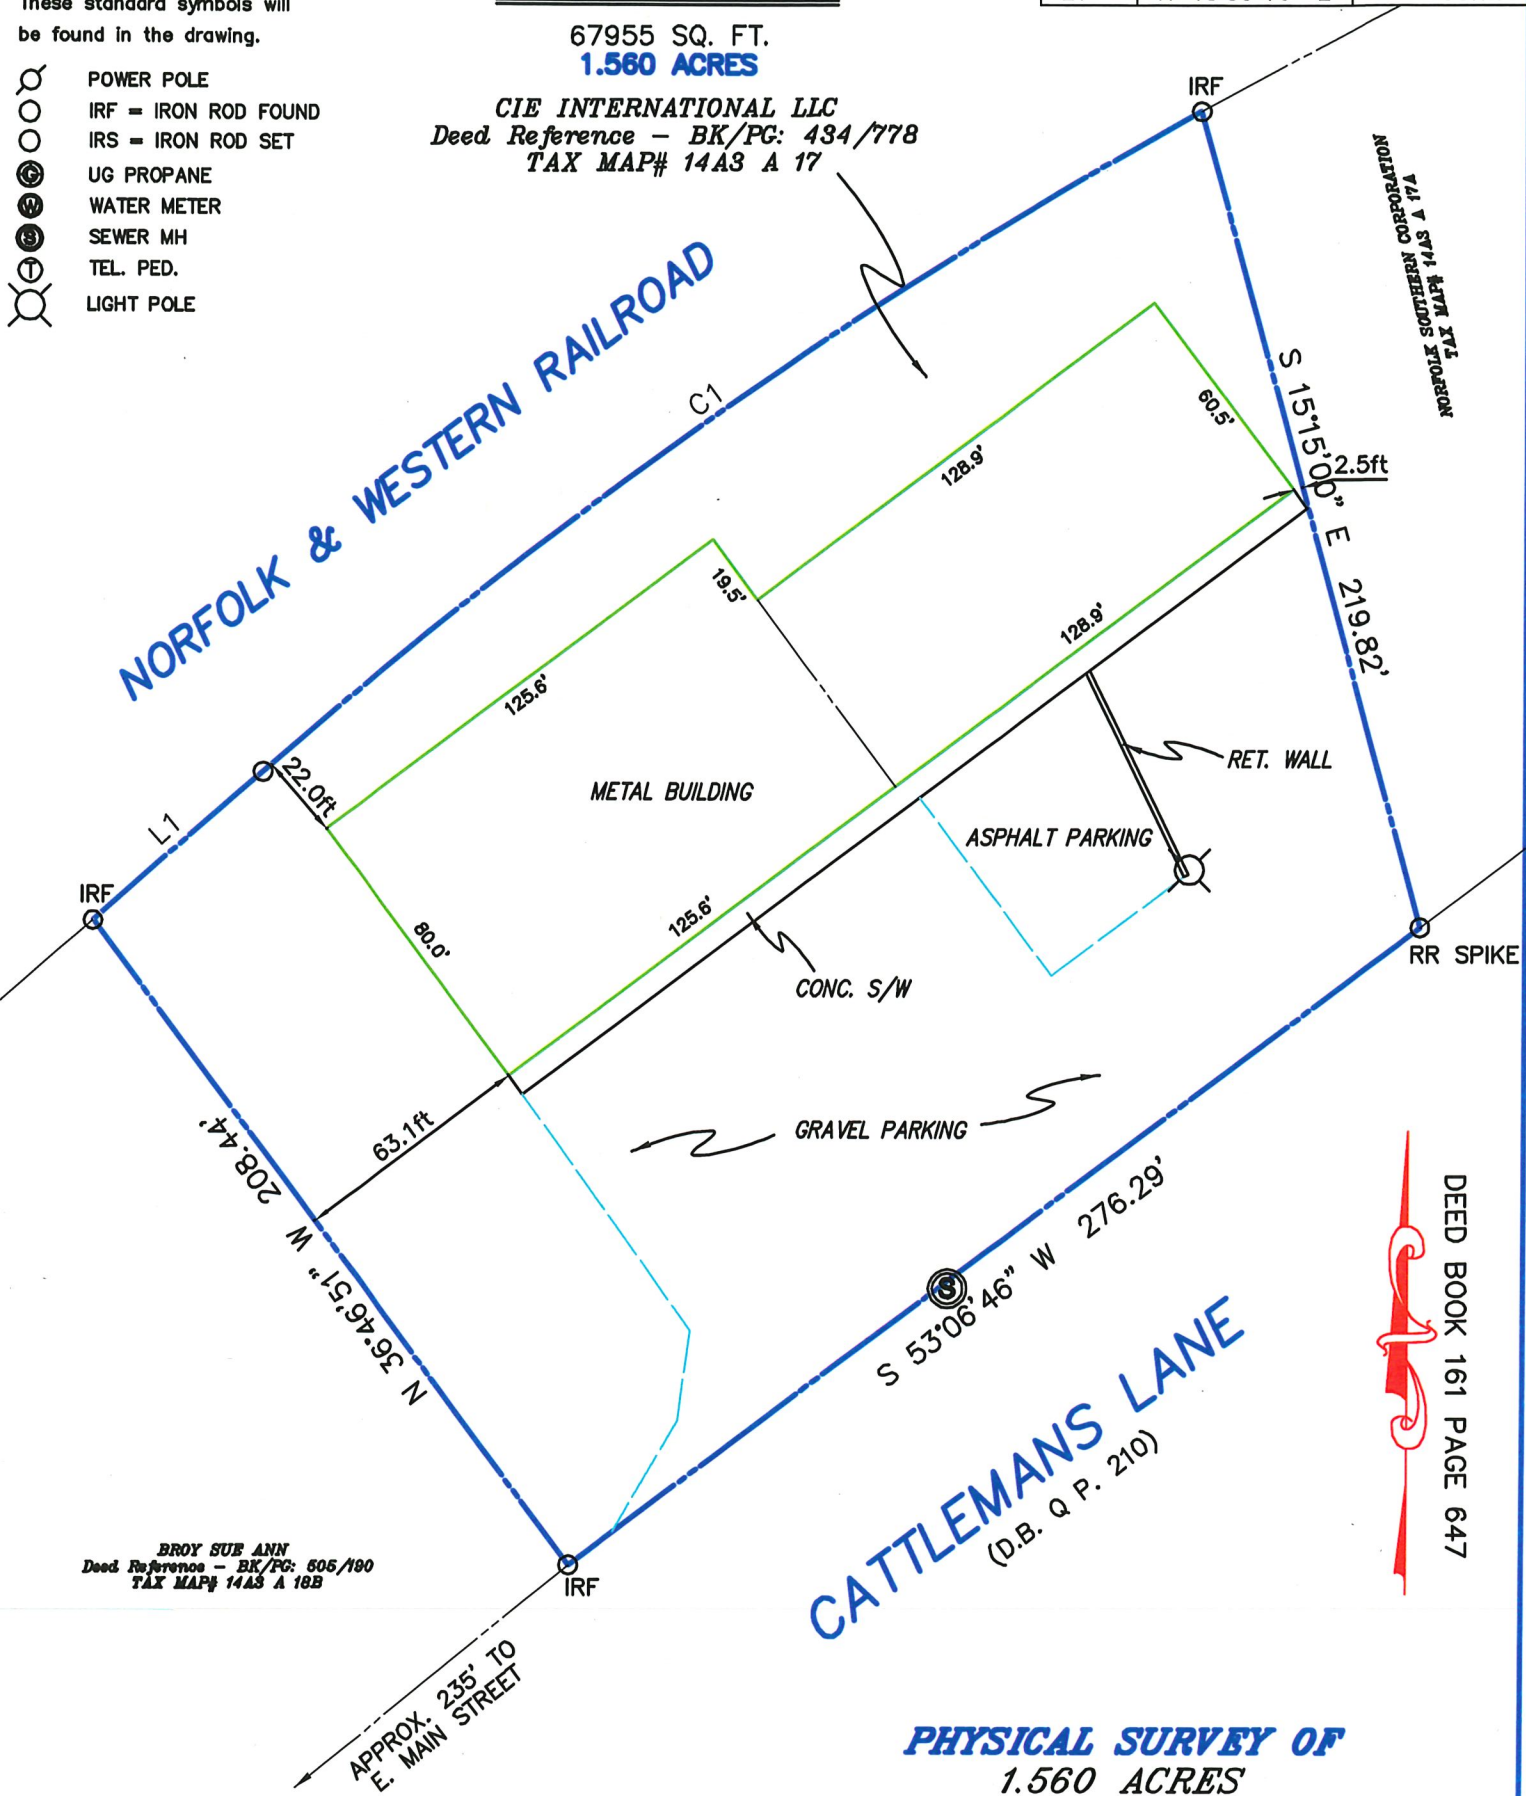 These standard symbols will
be found in the drawing.
POWER POLE
IRF = IRON ROD FOUND
IRS = IRON ROD SET
G UG PROPANE
W WATER METER
S SEWER MH
T TEL. PED.
LIGHT POLE
67955 SQ. FT.
1.560 ACRES
CIE INTERNATIONAL LLC
Deed Reference - BK/PG: 434/778
TAX MAP# 14A3 A 17
IRF
NORFOLK SOUTHERN CORPORATION
TAX MAP# 14A3 A 17A
NORFOLK & WESTERN RAILROAD
C1
S 15°15'00" E 219.82'
60.5'
2.5ft
128.9'
19.5'
128.9'
125.6'
22.0ft
METAL BUILDING
RET. WALL
L1
ASPHALT PARKING
IRF
125.6'
80.0'
RR SPIKE
CONC. S/W
63.1ft
GRAVEL PARKING
N 36°46'51" W 208.44'
S
S 53°06'46" W 276.29'
DEED BOOK 161 PAGE 647
CATTLEMANS LANE
(D.B. Q P. 210)
BROY SUE ANN
Deed Reference - BK/PG: 505/190
TAX MAP# 14A3 A 18B
IRF
APPROX. 235' TO
E. MAIN STREET
PHYSICAL SURVEY OF
1.560 ACRES